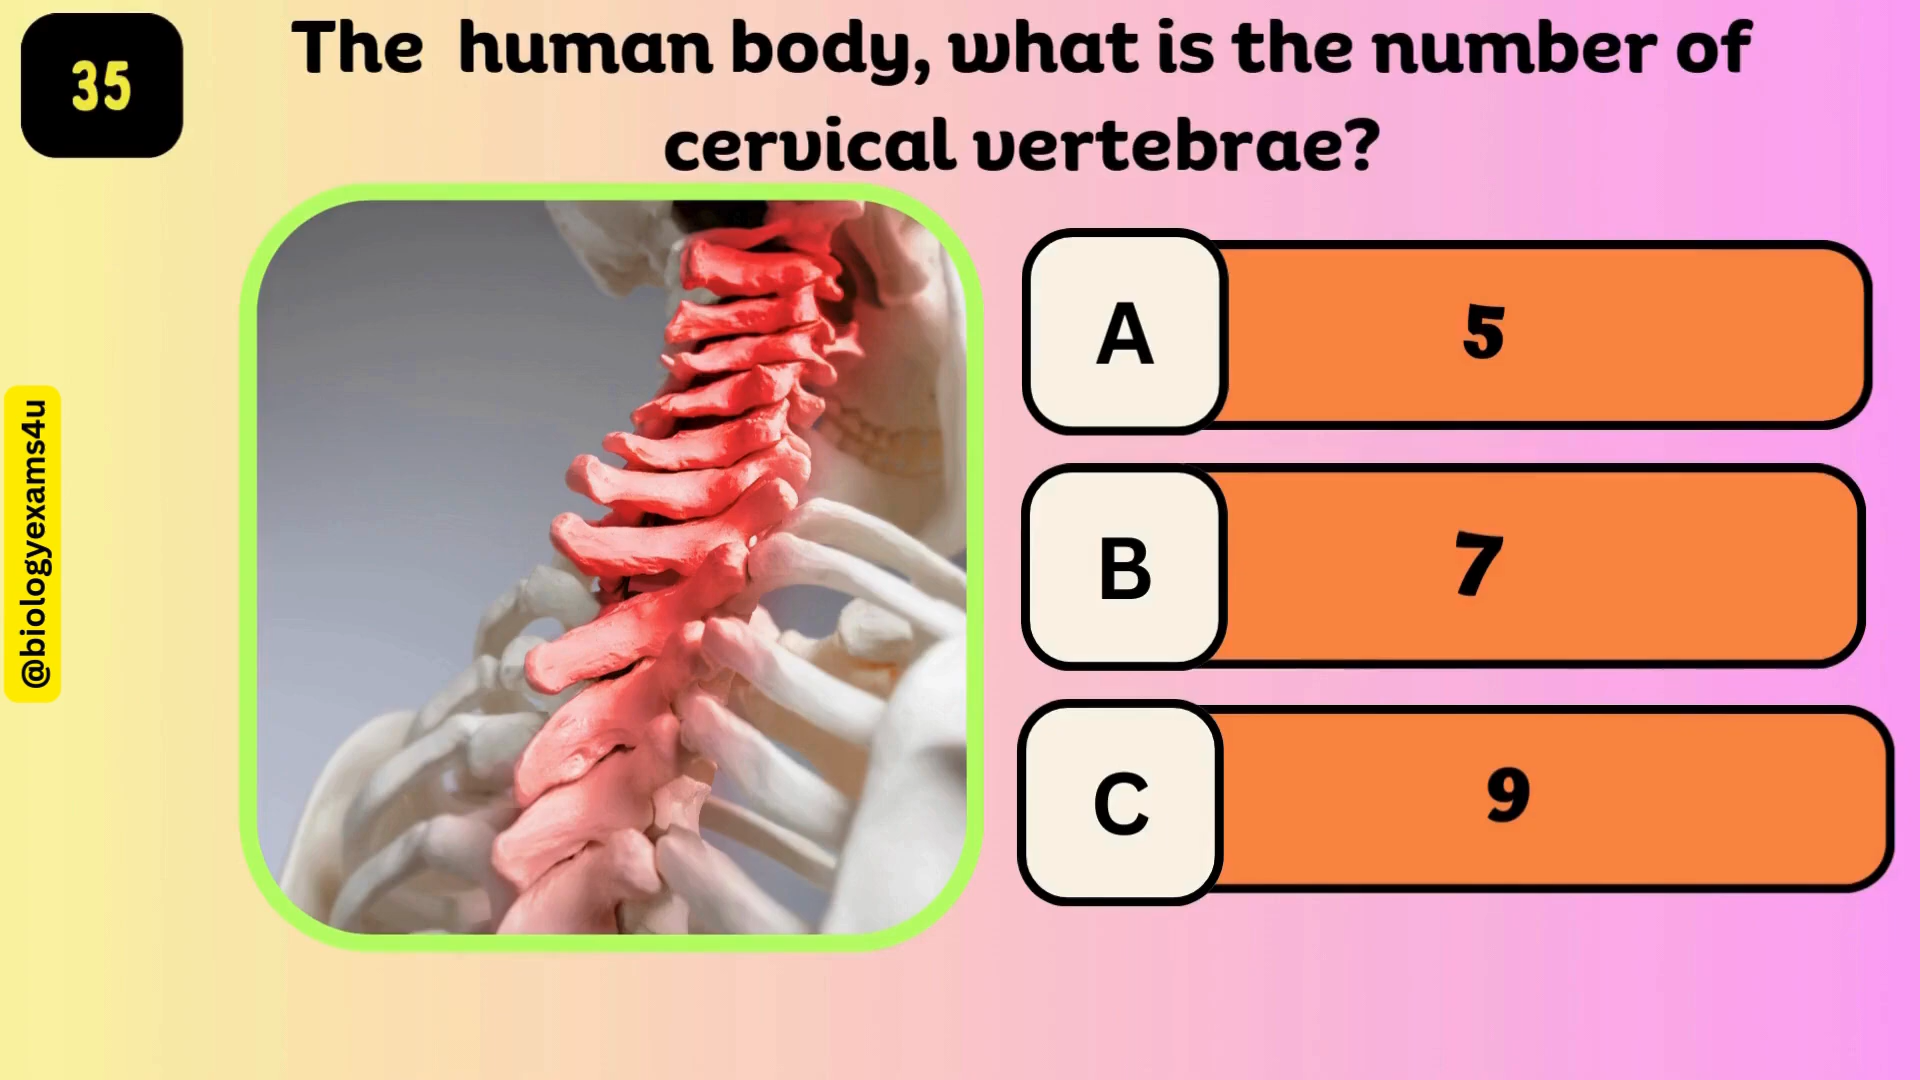 35
The human body, what is the number of
cervical vertebrae?
@biologyexams4u
A 5
B 7
C 9